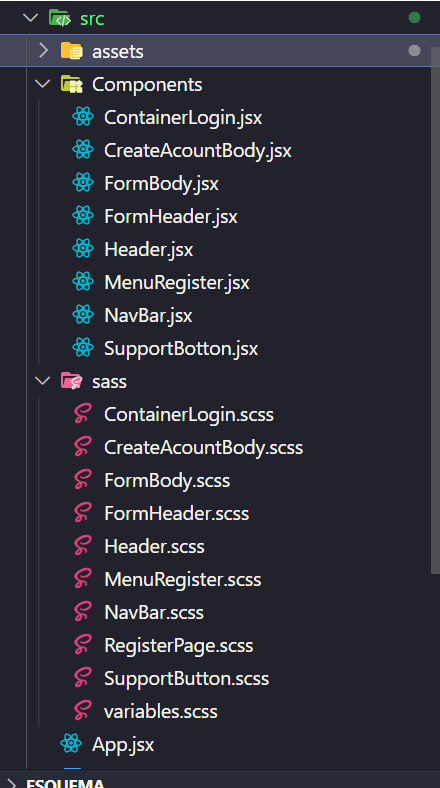 src
assets
Components
ContainerLogin.jsx
CreateAcountBody.jsx
FormBody.jsx
FormHeader.jsx
Header.jsx
MenuRegister.jsx
NavBar.jsx
SupportBotton.jsx
sass
ContainerLogin.scss
CreateAcountBody.scss
FormBody.scss
FormHeader.scss
Header.scss
MenuRegister.scss
NavBar.scss
RegisterPage.scss
SupportButton.scss
variables.scss
App.jsx
ESQUEMA